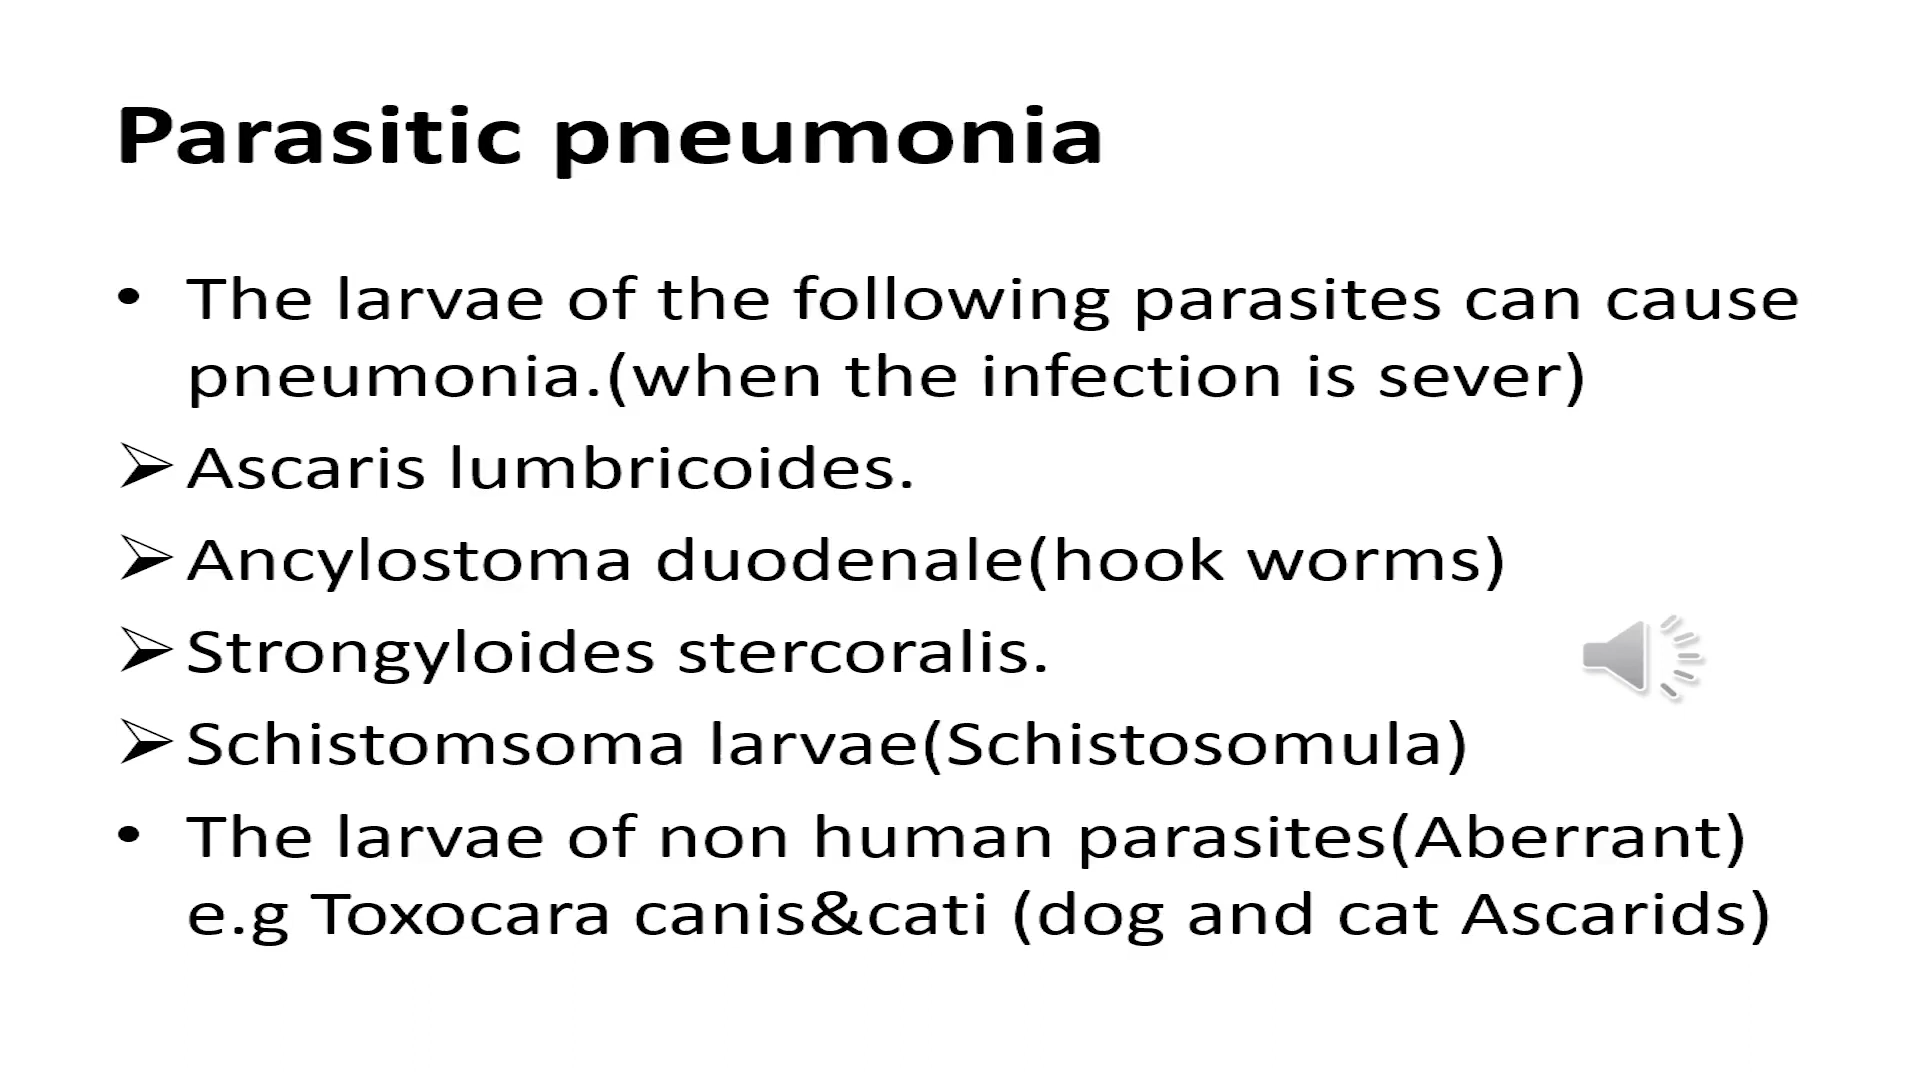 Parasitic pneumonia
• The larvae of the following parasites can cause
pneumonia.(when the infection is sever)
➢ Ascaris lumbricoides.
➢ Ancylostoma duodenale(hook worms)
➢ Strongyloides stercoralis.
➢ Schistomsoma larvae(Schistosomula)
• The larvae of non human parasites(Aberrant)
e.g Toxocara canis&cati (dog and cat Ascarids)